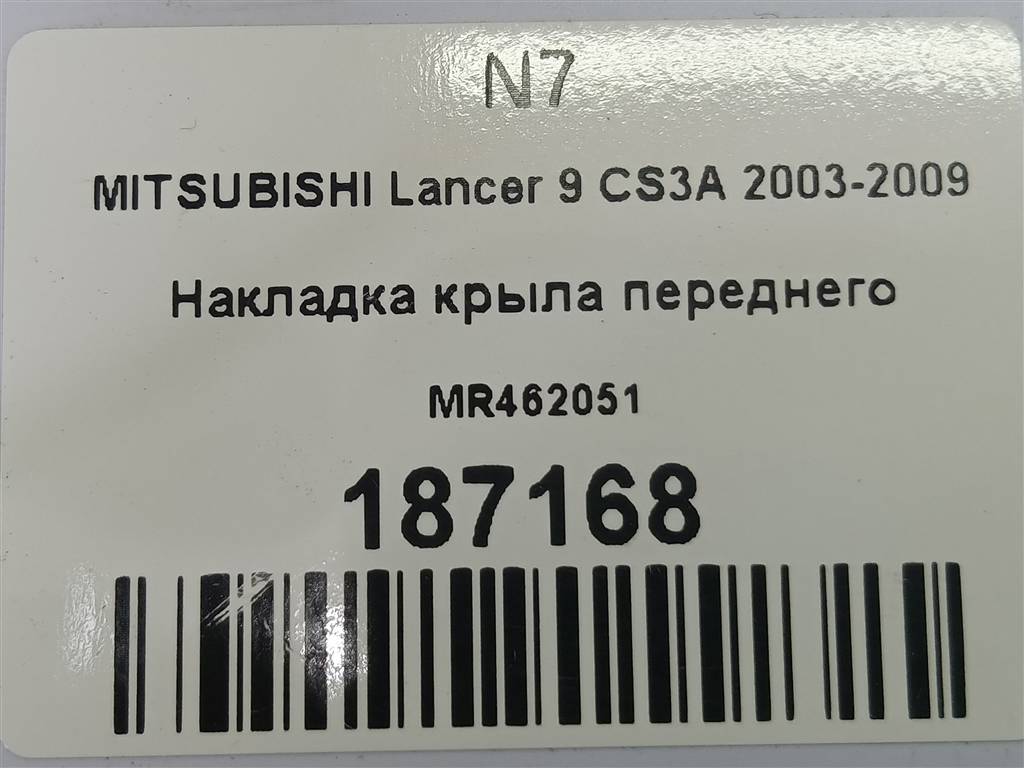 N7
MITSUBISHI Lancer 9 CS3A 2003-2009
Накладка крыла переднего
MR462051
187168